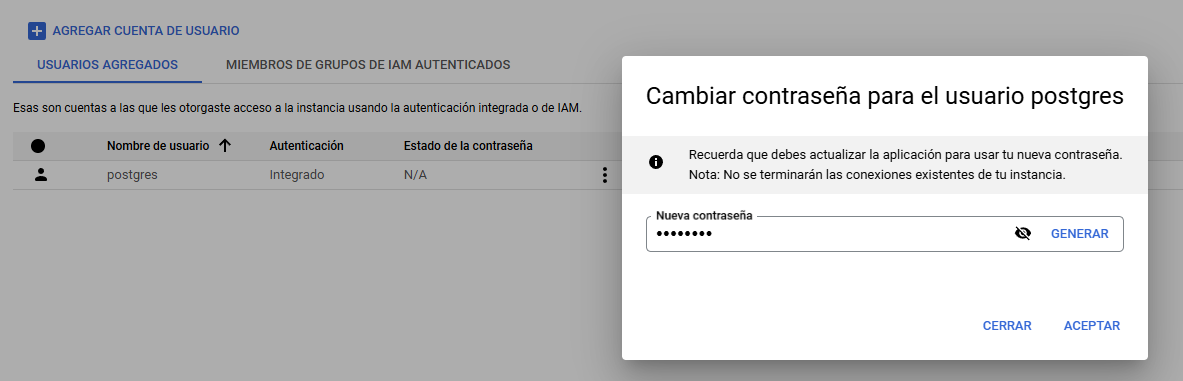 AGREGAR CUENTA DE USUARIO
USUARIOS AGREGADOS
MIEMBROS DE GRUPOS DE IAM AUTENTICADOS
Esas son cuentas a las que les otorgaste acceso a la instancia usando la autenticación integrada o de IAM.
Nombre de usuario
Autenticación
Estado de la contraseña
postgres
Integrado
N/A
Cambiar contraseña para el usuario postgres
Recuerda que debes actualizar la aplicación para usar tu nueva contraseña.
Nota: No se terminarán las conexiones existentes de tu instancia.
Nueva contraseña
••••••••
GENERAR
CERRAR
ACEPTAR